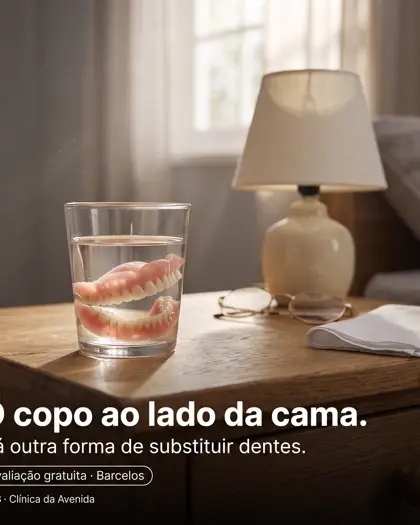 copo ao lado da cama.
outra forma de substituir dentes.
gratuita · Barcelos
· Clínica da Avenida